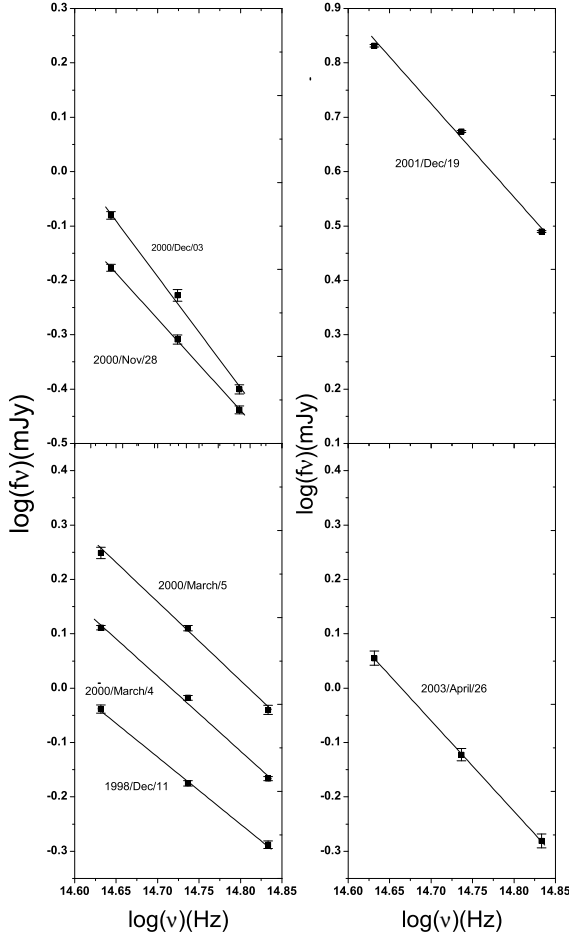 0.3
0.2
0.1
0.0
-0.1
-0.2
-0.3
-0.4
-0.5
2000/Dec/03
2000/Nov/28
0.9
0.8
0.7
0.6
0.5
0.4
0.3
0.2
0.1
2001/Dec/19
log(fν)(mJy)
log(fν)(mJy)
0.4
0.3
0.2
0.1
0.0
-0.1
-0.2
-0.3
2000/March/5
2000/March/4
1998/Dec/11
14.60 14.65 14.70 14.75 14.80 14.85
log(ν)(Hz)
0.4
0.3
0.2
0.1
0.0
-0.1
-0.2
-0.3
2003/April/26
14.60 14.65 14.70 14.75 14.80 14.85
log(ν)(Hz)